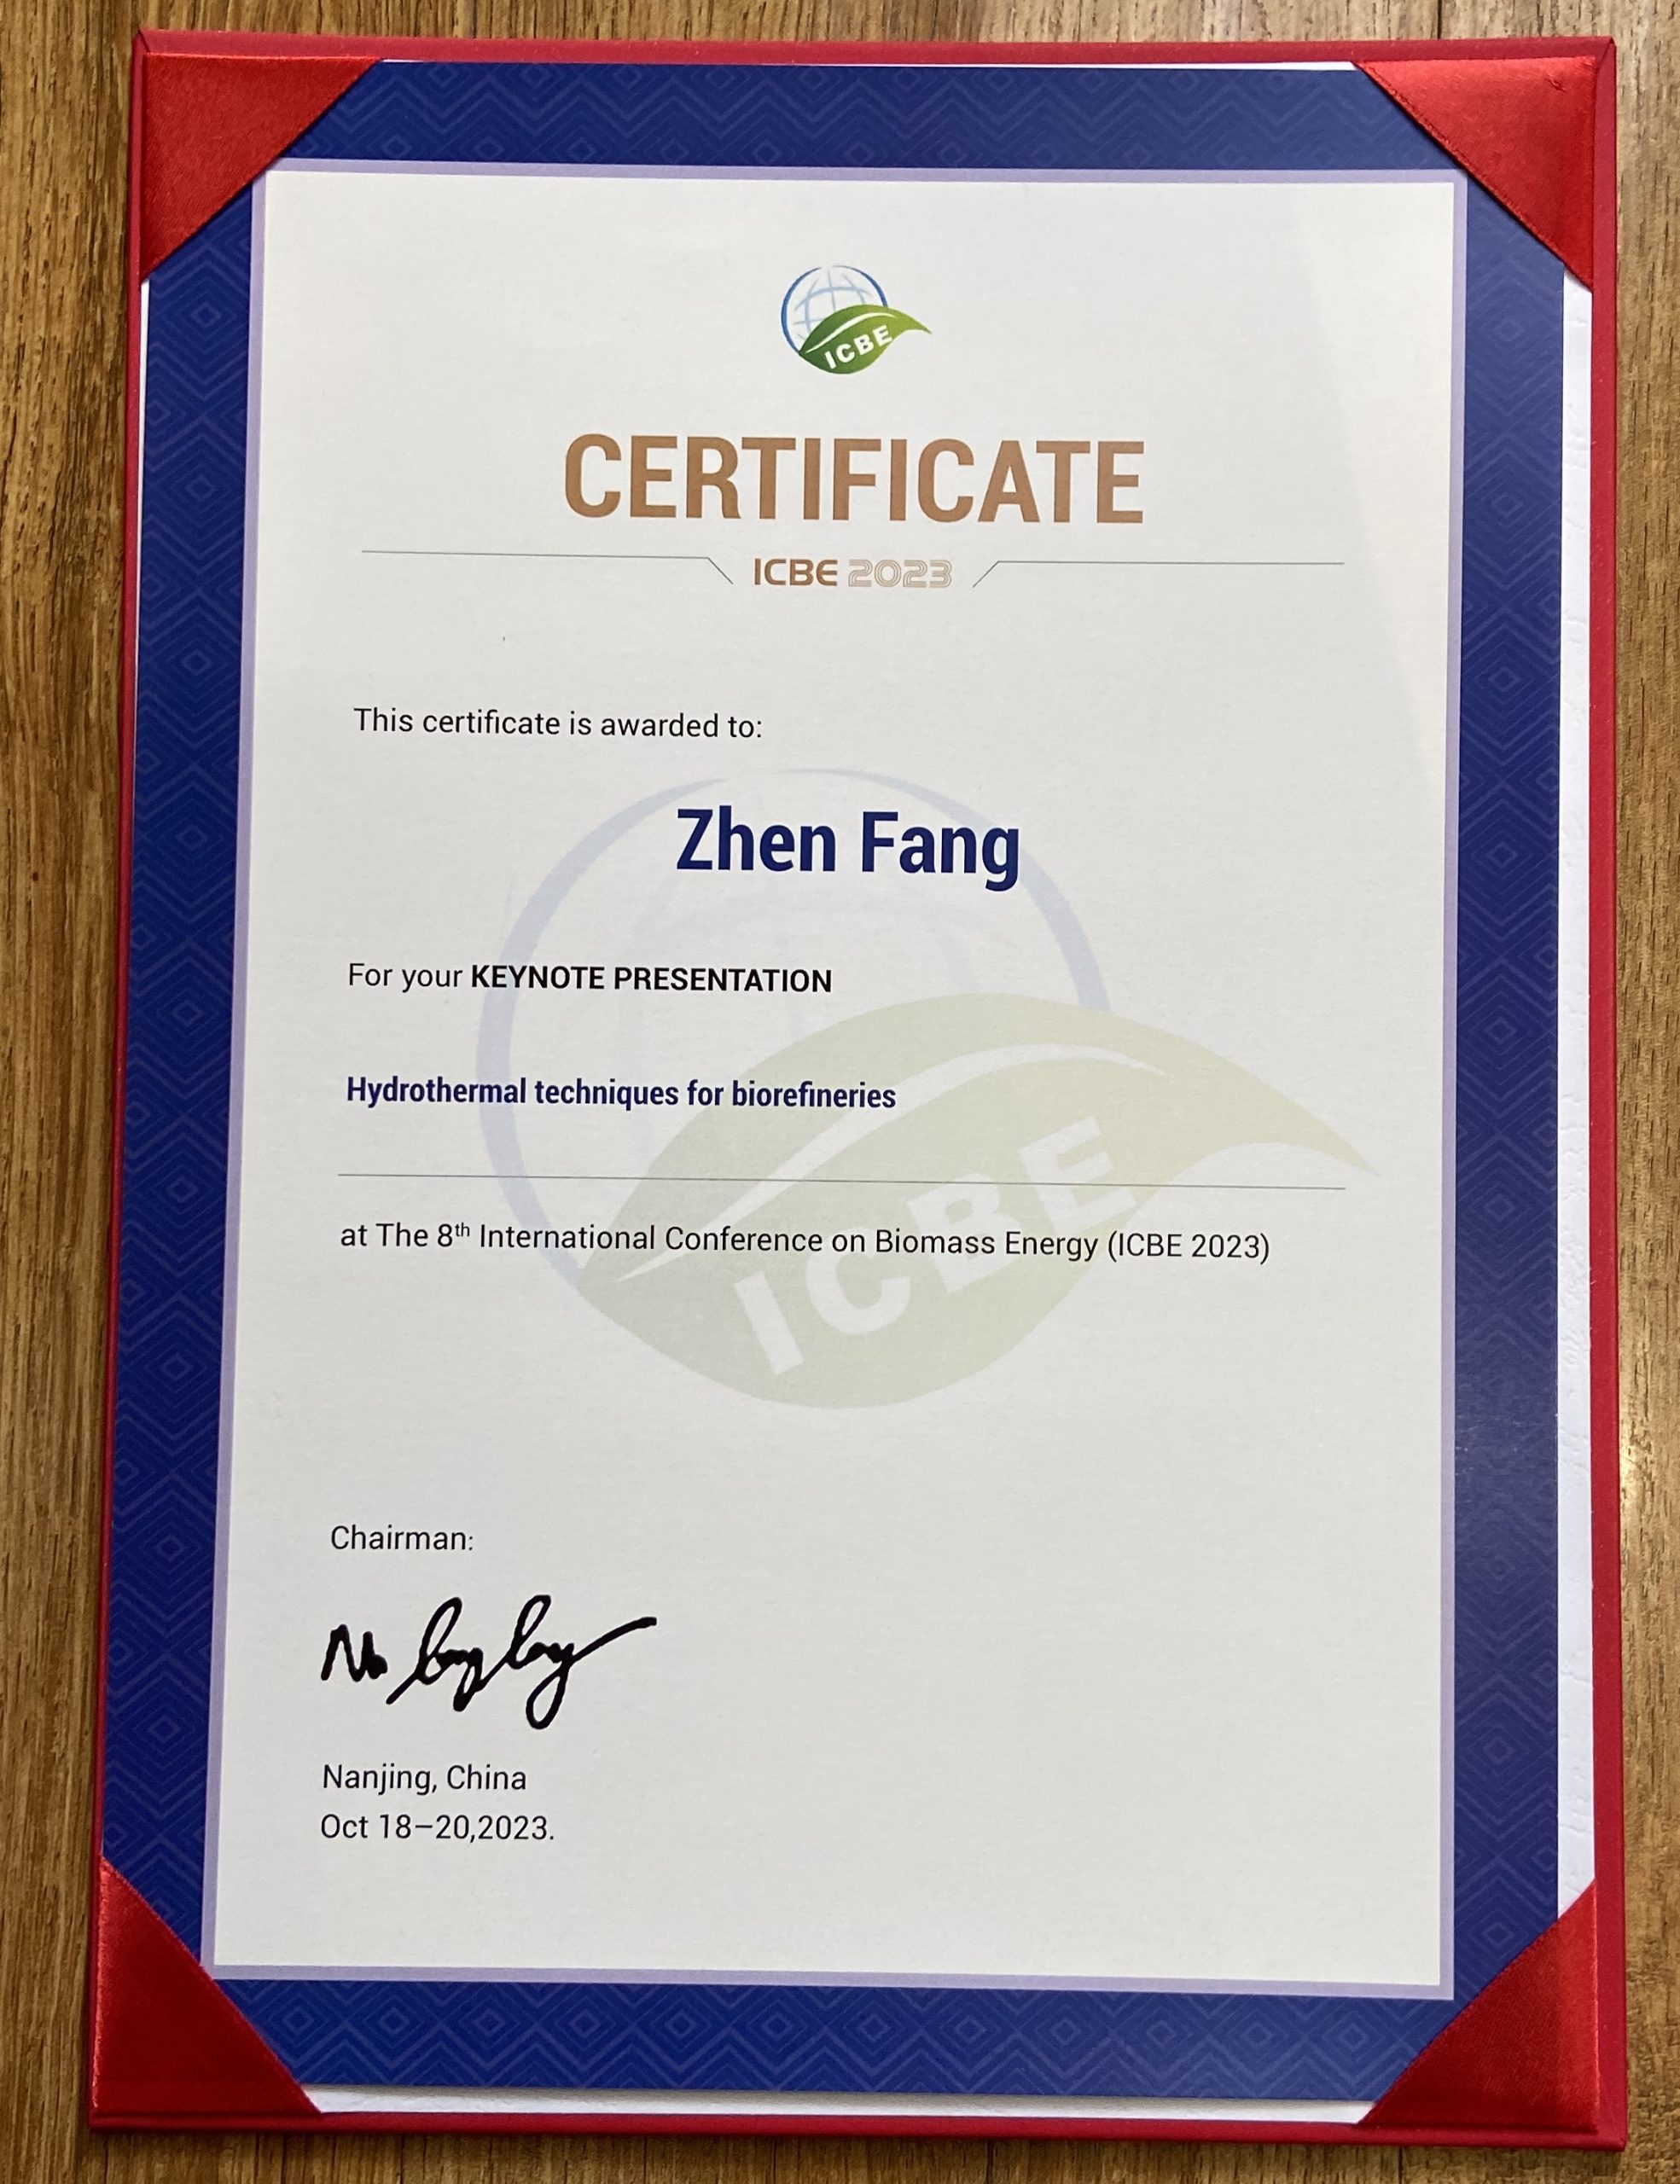 ICBE
CERTIFICATE
ICBE 2023
This certificate is awarded to:
Zhen Fang
For your KEYNOTE PRESENTATION
Hydrothermal techniques for biorefineries
at The 8th International Conference on Biomass Energy (ICBE 2023)
ICBE
Chairman:
Nanjing, China
Oct 18–20,2023.